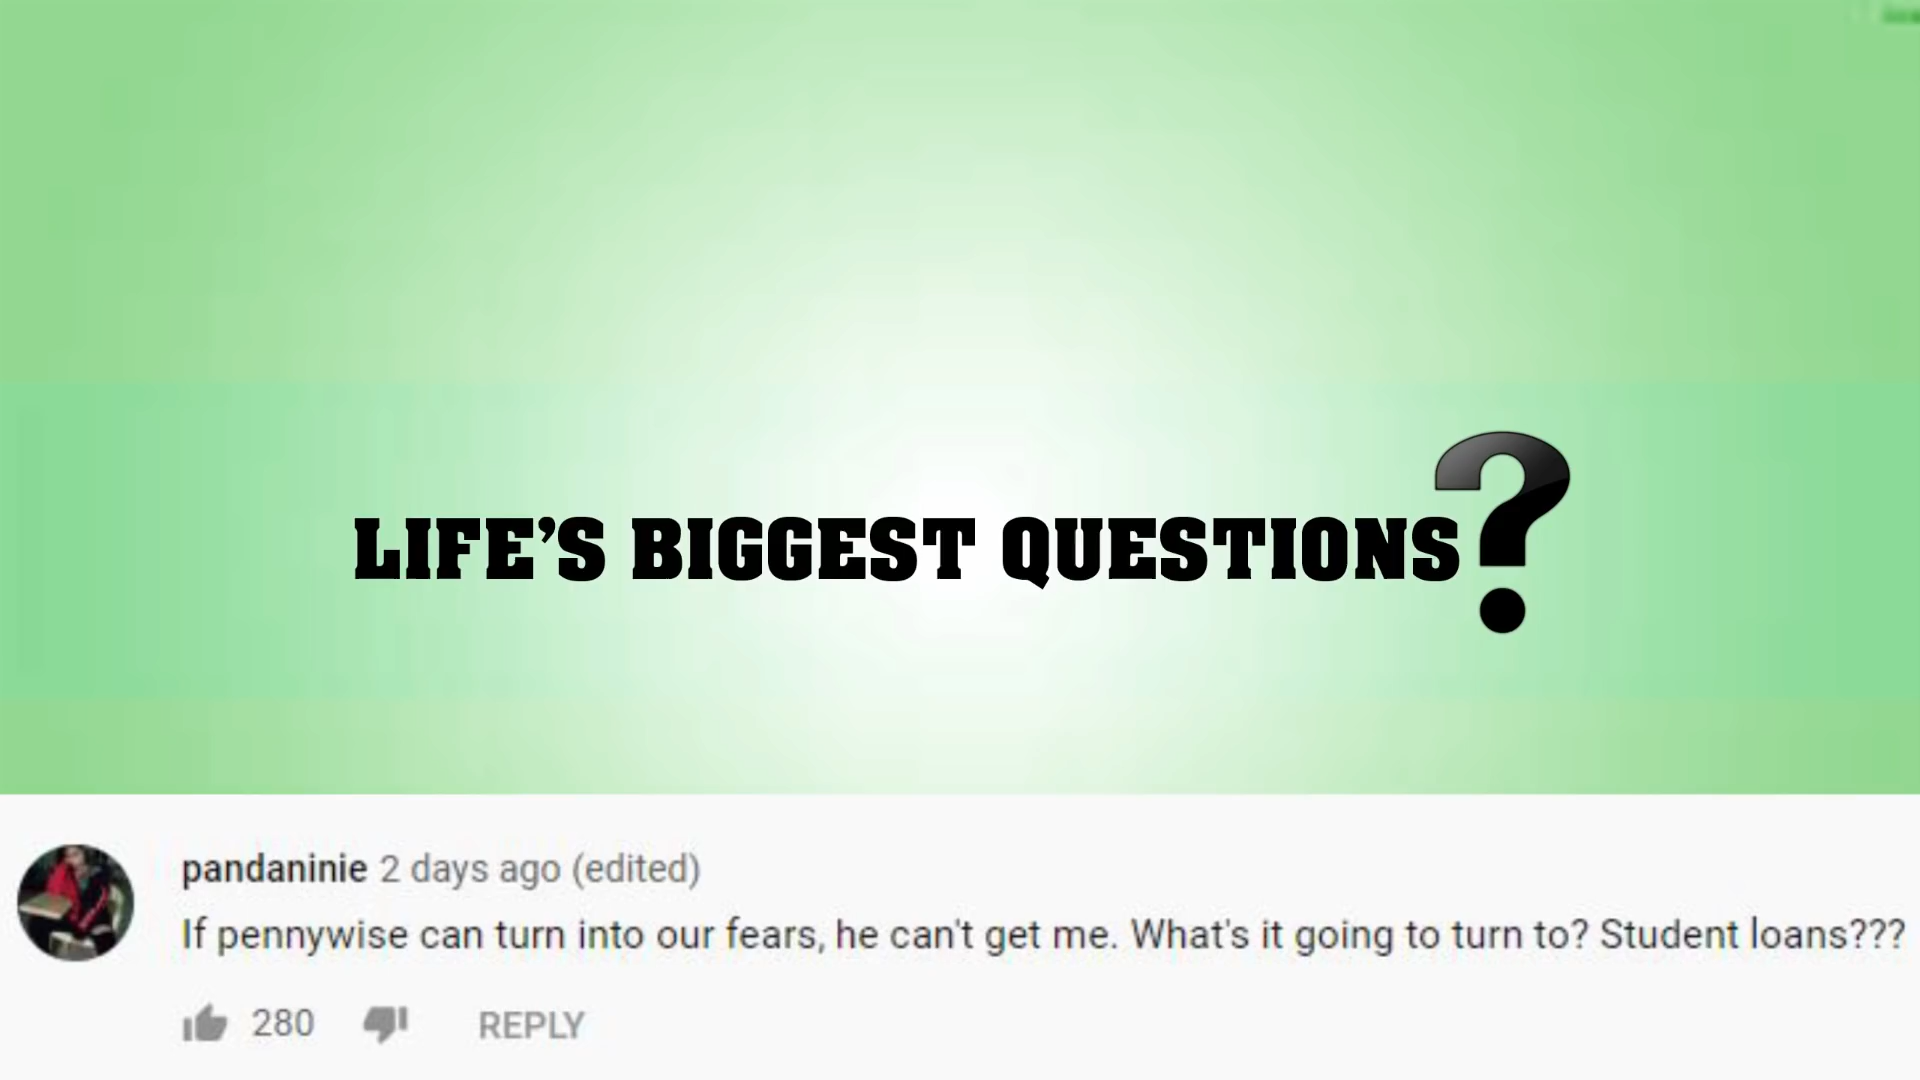 LIFE'S BIGGEST QUESTIONS?
pandaninie 2 days ago (edited)
If pennywise can turn into our fears, he can't get me. What's it going to turn to? Student loans???
280 REPLY